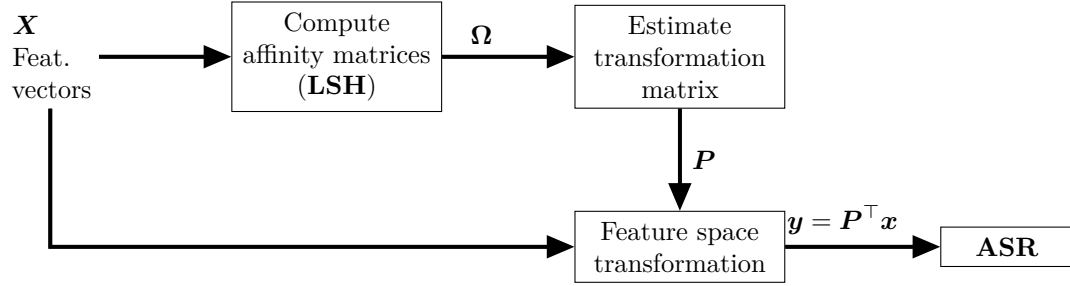 X
Feat.
vectors
Compute
affinity matrices
(LSH)
Ω
Estimate
transformation
matrix
P
Feature space
transformation
y = P⊤x
ASR